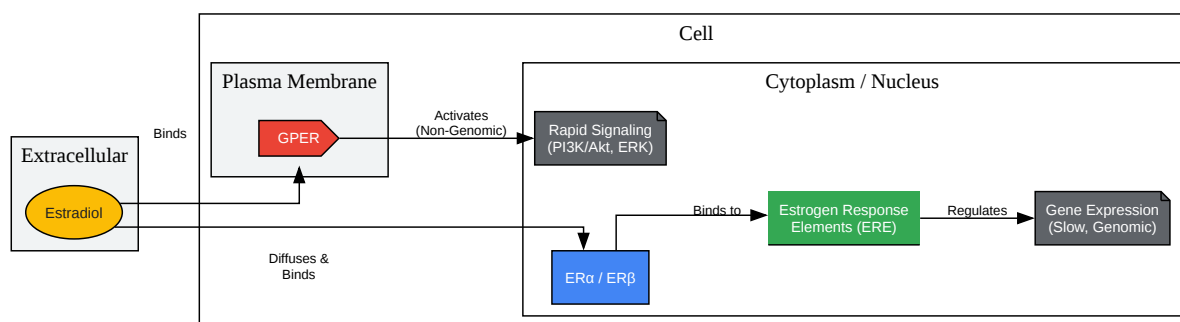 Cell
Plasma Membrane
Cytoplasm / Nucleus
Extracellular
Binds
GPER
Activates
(Non-Genomic)
Rapid Signaling
(PI3K/Akt, ERK)
Estradiol
Diffuses &
Binds
ERα / ERβ
Binds to
Estrogen Response
Elements (ERE)
Regulates
Gene Expression
(Slow, Genomic)